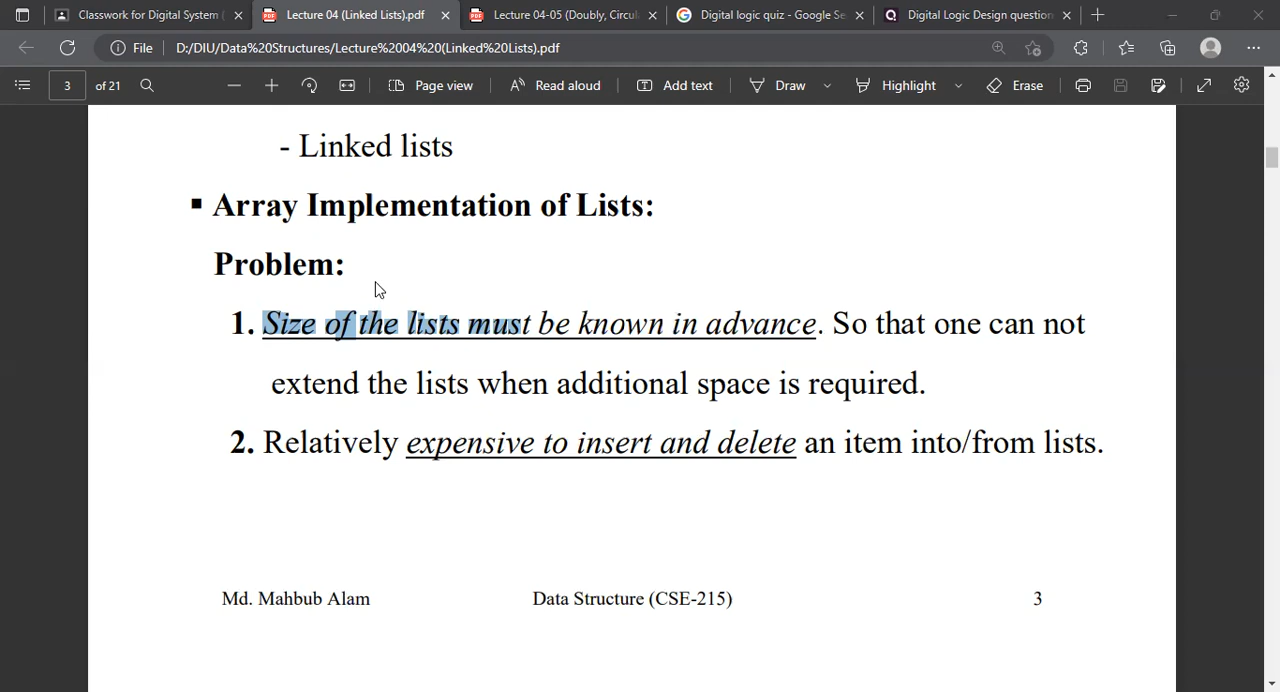 Classwork for Digital System (
Lecture 04 (Linked Lists).pdf
Lecture 04-05 (Doubly, Circul
Digital logic quiz - Google Se
Digital Logic Design question
File
D:/DIU/Data%20Structures/Lecture%2004%20(Linked%20Lists).pdf
3 of 21
Page view
Read aloud
Add text
Draw
Highlight
Erase
- Linked lists
▪ Array Implementation of Lists:
Problem:
1. Size of the lists must be known in advance. So that one can not
extend the lists when additional space is required.
2. Relatively expensive to insert and delete an item into/from lists.
Md. Mahbub Alam Data Structure (CSE-215) 3